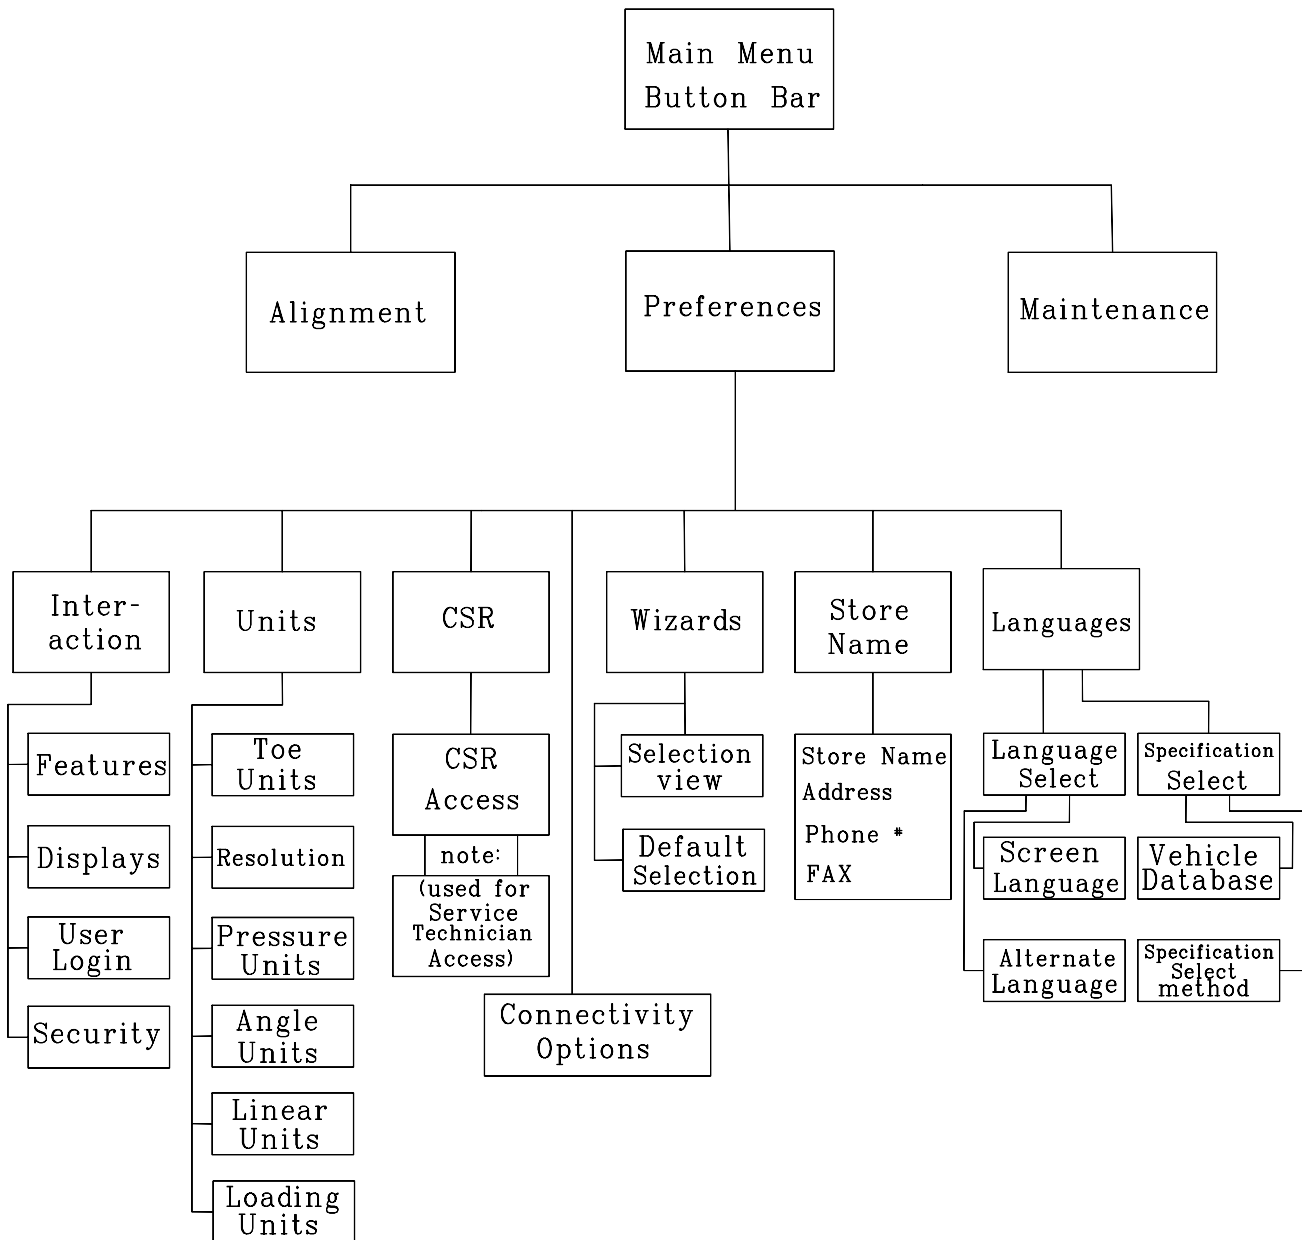 Main Menu
Button Bar
Alignment
Preferences
Maintenance
Inter-
action
Units
CSR
Wizards
Store
Name
Languages
Features
Displays
User
Login
Security
Toe
Units
Resolution
Pressure
Units
Angle
Units
Linear
Units
Loading
Units
CSR
Access
note:
(used for
Service
Technician
Access)
Connectivity
Options
Selection
view
Default
Selection
Store Name
Address
Phone #
FAX
Language
Select
Screen
Language
Alternate
Language
Specification
Select
Vehicle
Database
Specification
Select
method